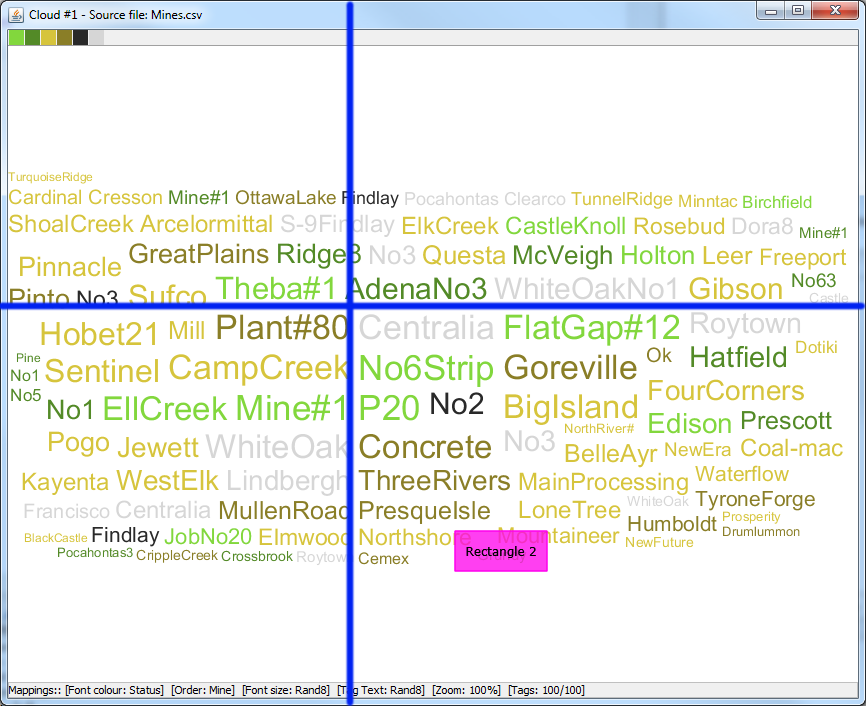 Cloud #1 - Source file: Mines.csv
TurquoiseRidge
Cardinal Cresson Mine#1 OttawaLake Findlay Pocahontas Clearco TunnelRidge Minntac Birchfield
ShoalCreek Arcelormittal S-9Findlay ElkCreek CastleKnoll Rosebud Dora8 Mine#1
Pinnacle GreatPlains Ridge3 No3 Questa McVeigh Holton Leer Freeport
Pinto No3 Sufco Theba#1 AdenaNo3 WhiteOakNo1 Gibson No63 Castle
Hobet21 Mill Plant#80 Centralia FlatGap#12 Roytown
Pine No1 Sentinel CampCreek No6Strip Goreville Ok Hatfield Dotiki
No5 No1 EllCreek Mine#1 P20 No2 BigIsland FourCorners
NorthRiver# Edison Prescott
Pogo Jewett WhiteOak Concrete No3 BelleAyr NewEra Coal-mac
Kayenta WestElk Lindbergh ThreeRivers MainProcessing Waterflow
Francisco Centralia MullenRoad PresqueIsle LoneTree WhiteOak TyroneForge
BlackCastle Findlay JobNo20 Elmwood Northshore Mountaineer Humboldt Prosperity
Drumlummon
Pocahontas3 CrippleCreek Crossbrook Roytown Cemex NewFuture
Rectangle 2
Mappings:: [Font colour: Status] [Order: Mine] [Font size: Rand8] [Tag Text: Rand8] [Zoom: 100%] [Tags: 100/100]